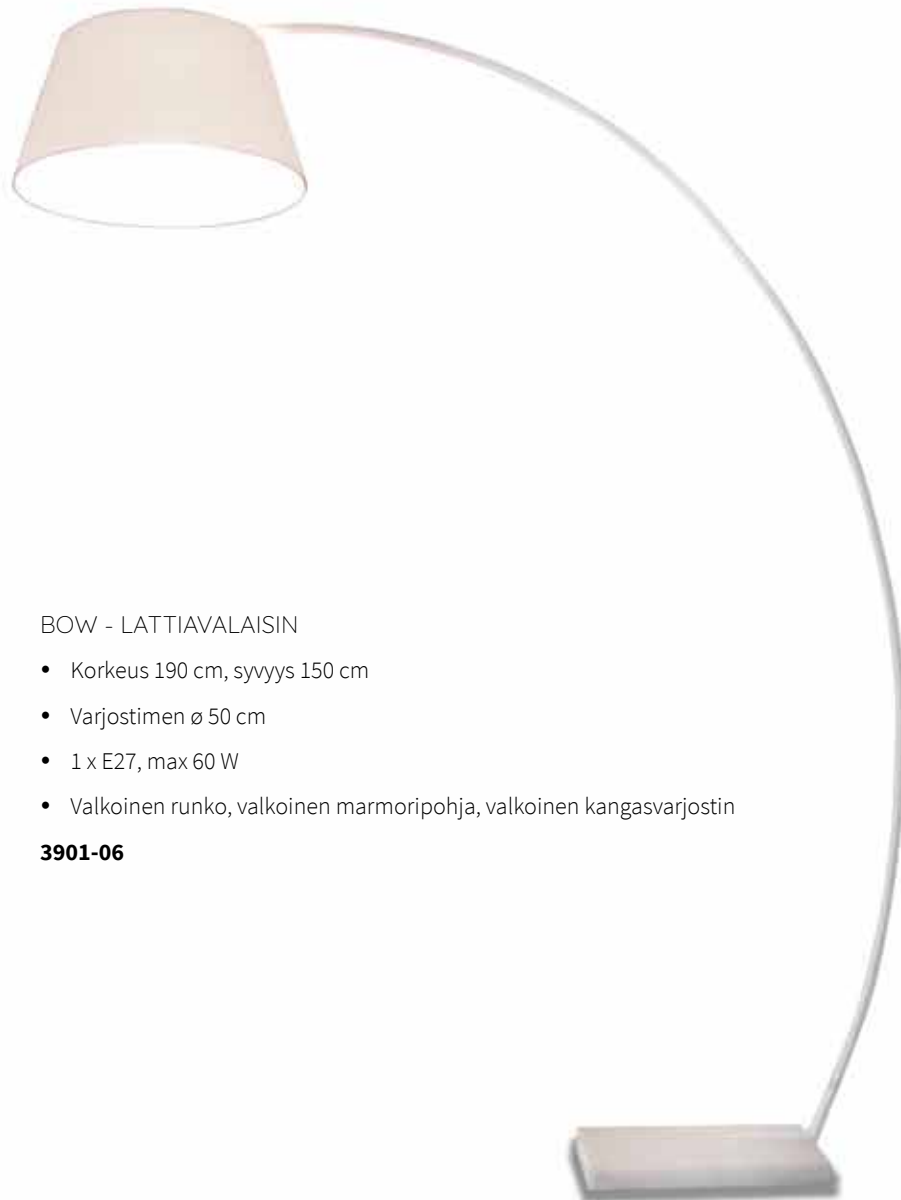 BOW - LATTIAVALAISIN
• Korkeus 190 cm, syvyys 150 cm
• Varjostimen ø 50 cm
• 1 x E27, max 60 W
• Valkoinen runko, valkoinen marmoripohja, valkoinen kangasvarjostin
3901-06